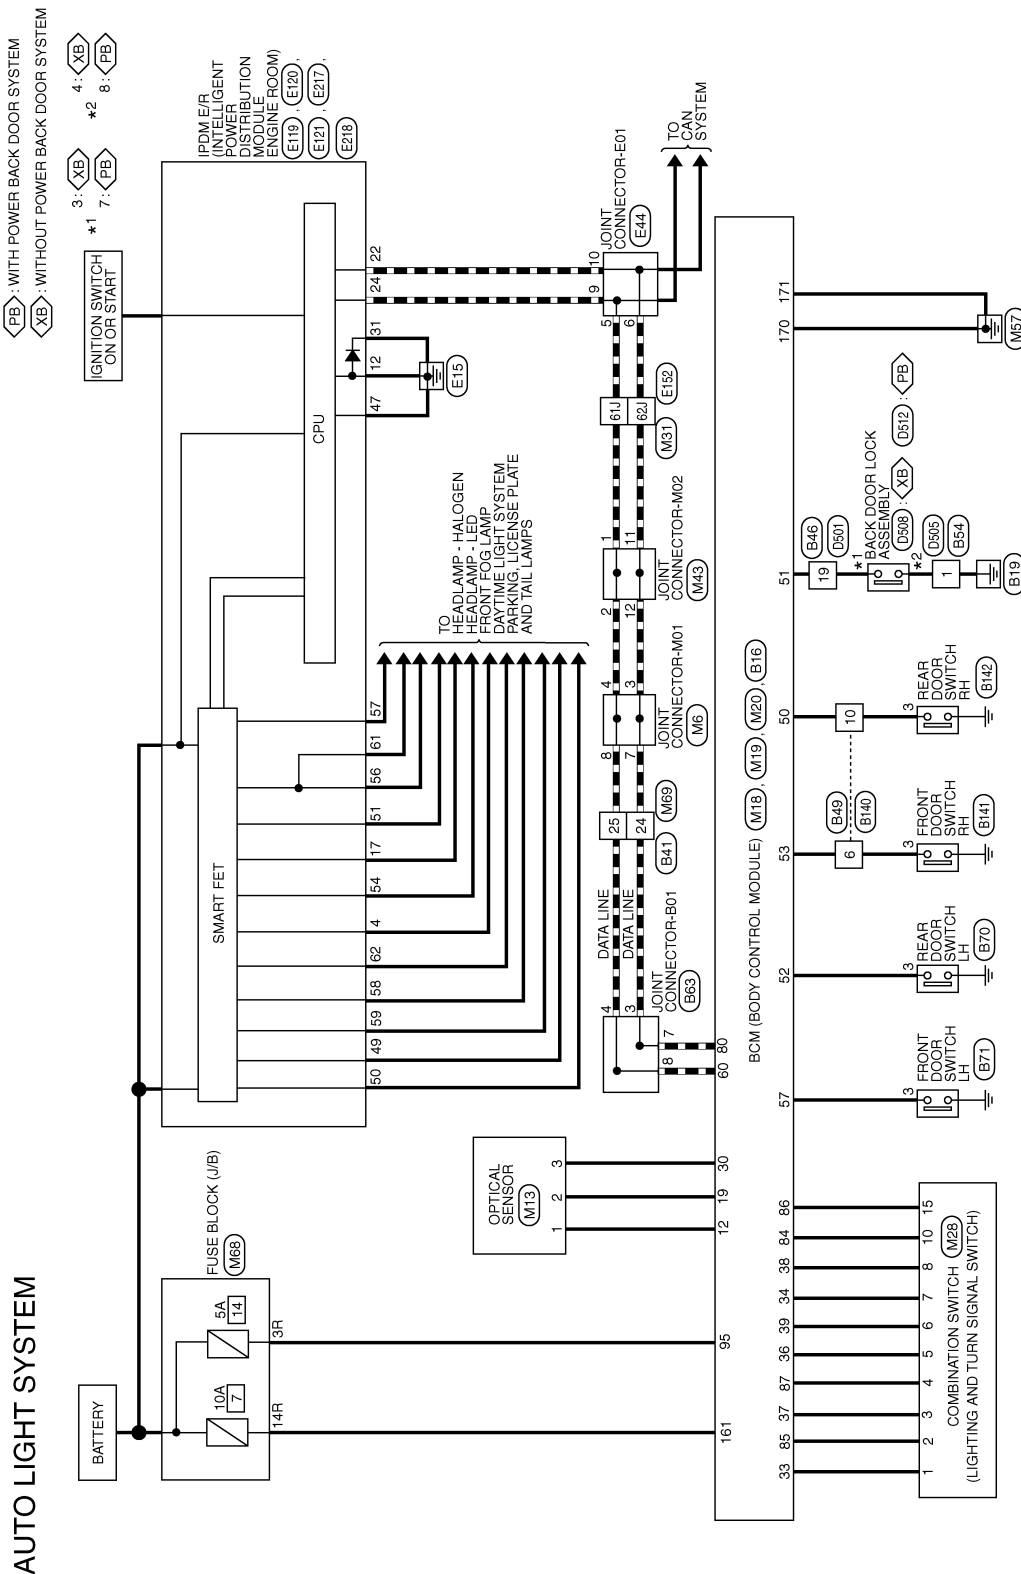 AUTO LIGHT SYSTEM
PB : WITH POWER BACK DOOR SYSTEM
XB : WITHOUT POWER BACK DOOR SYSTEM
*1
3 : XB
7 : PB
*2
4 : XB
8 : PB
BATTERY
IGNITION SWITCH
ON OR START
FUSE BLOCK (J/B)
M68
10A
7
5A
14
14R
3R
IPDM E/R
(INTELLIGENT
POWER
DISTRIBUTION
MODULE
ENGINE ROOM)
E119 , E120 ,
E121 , E217 ,
E218
SMART FET
CPU
50
49
59
58
62
4
54
17
51
56
61
57
47
12
31
24
22
E15
TO
HEADLAMP - HALOGEN
HEADLAMP - LED
FRONT FOG LAMP
DAYTIME LIGHT SYSTEM
PARKING, LICENSE PLATE
AND TAIL LAMPS
OPTICAL
SENSOR
M13
1
2
3
JOINT
CONNECTOR-B01
B63
4
3
8
7
DATA LINE
DATA LINE
25
24
B41
M69
8
7
JOINT
CONNECTOR-M01
M6
4
3
2
12
JOINT
CONNECTOR-M02
M43
1
11
61J
62J
M31
E152
5
6
9
10
JOINT
CONNECTOR-E01
E44
TO
CAN
SYSTEM
161
95
12
19
30
60
80
BCM (BODY CONTROL MODULE)
M18 , M19 , M20 , B16
33
85
37
87
36
39
34
38
84
86
57
52
53
50
51
170
171
1
2
3
4
5
6
7
8
10
15
COMBINATION SWITCH
(LIGHTING AND TURN SIGNAL SWITCH)
M28
3
FRONT
DOOR
SWITCH
LH
B71
3
REAR
DOOR
SWITCH
LH
B70
6
B49
B140
10
3
FRONT
DOOR
SWITCH
RH
B141
3
REAR
DOOR
SWITCH
RH
B142
19
B46
D501
*1
BACK DOOR LOCK
ASSEMBLY
D508 : XB
D512 : PB
*2
1
D505
B54
B19
M57